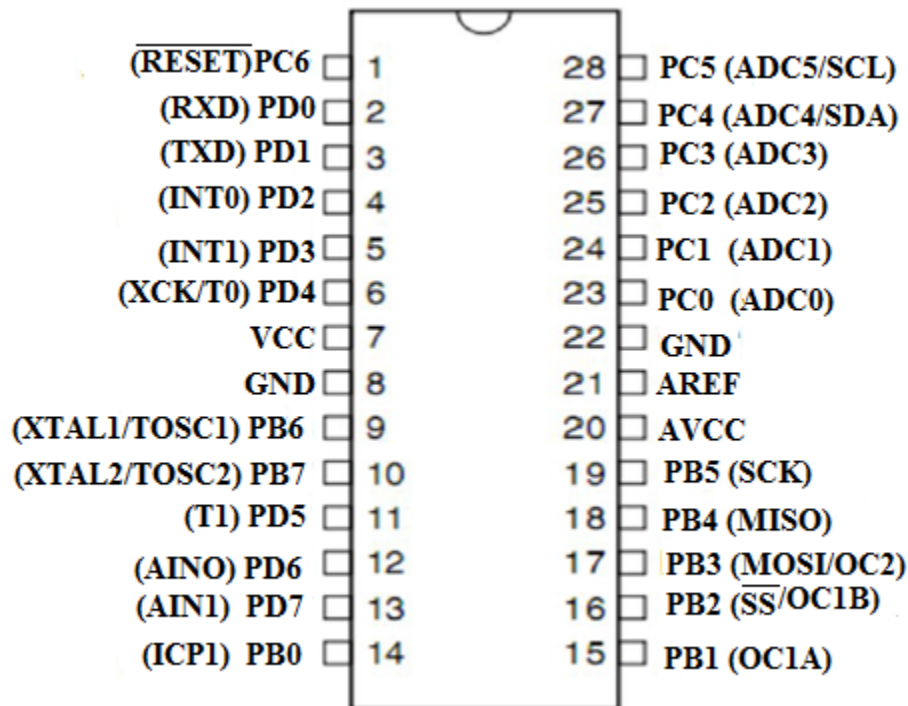 (RESET)PC6 1 28 PC5 (ADC5/SCL)
(RXD) PD0 2 27 PC4 (ADC4/SDA)
(TXD) PD1 3 26 PC3 (ADC3)
(INT0) PD2 4 25 PC2 (ADC2)
(INT1) PD3 5 24 PC1 (ADC1)
(XCK/T0) PD4 6 23 PC0 (ADC0)
VCC 7 22 GND
GND 8 21 AREF
(XTAL1/TOSC1) PB6 9 20 AVCC
(XTAL2/TOSC2) PB7 10 19 PB5 (SCK)
(T1) PD5 11 18 PB4 (MISO)
(AINO) PD6 12 17 PB3 (MOSI/OC2)
(AIN1) PD7 13 16 PB2 (SS/OC1B)
(ICP1) PB0 14 15 PB1 (OC1A)